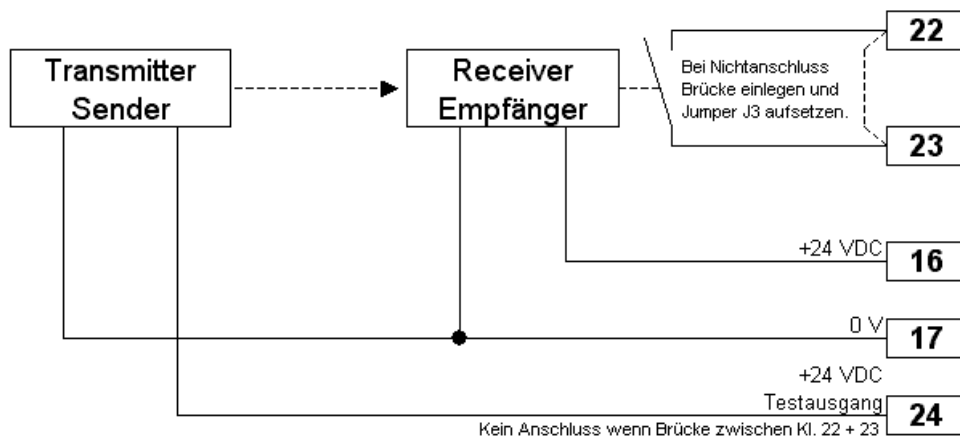 22
Transmitter
Sender
Receiver
Empfänger
Bei Nichtanschluss
Brücke einlegen und
Jumper J3 aufsetzen.
23
+24 VDC
16
0 V
17
+24 VDC
Testausgang
24
Kein Anschluss wenn Brücke zwischen Kl. 22 + 23